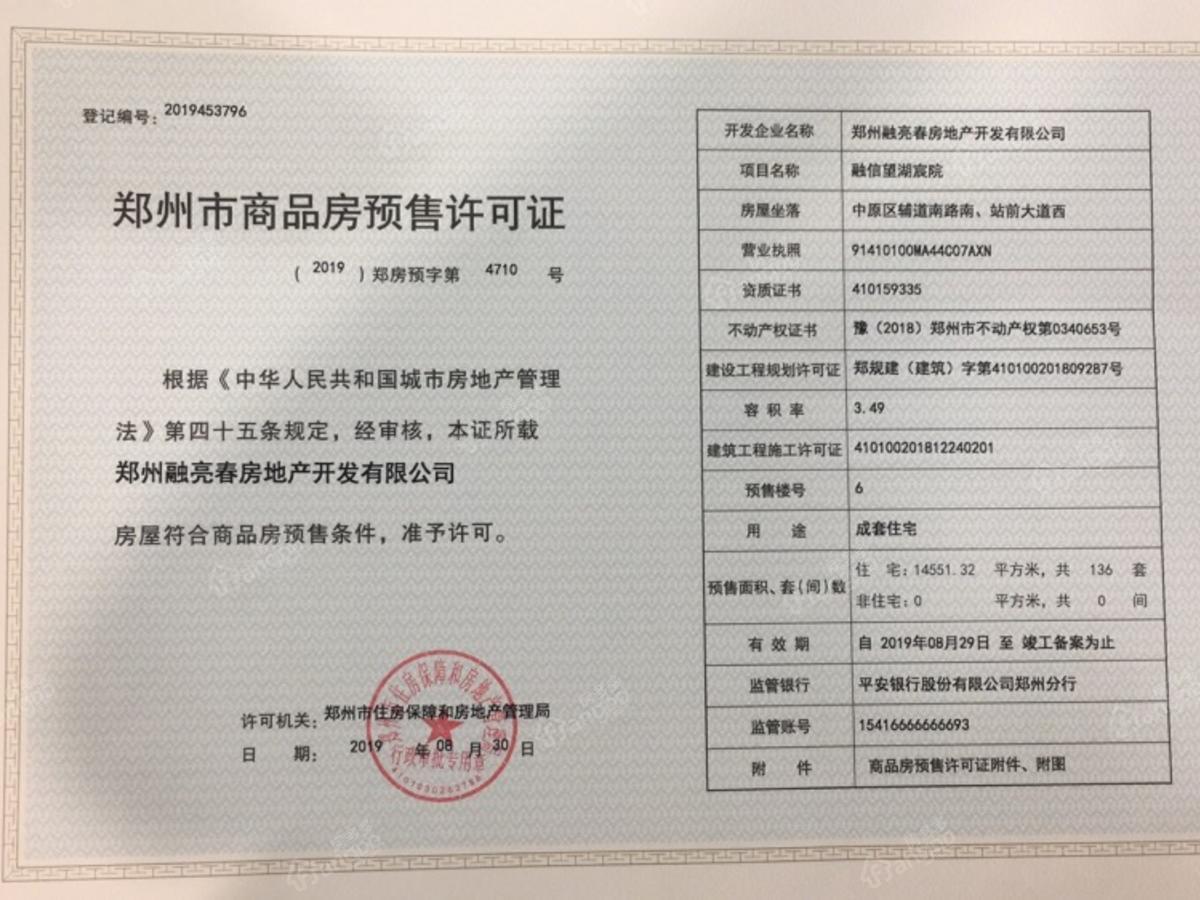 登记编号：2019453796
郑州市商品房预售许可证
（ 2019 ）郑房预字第 4710 号
根据《中华人民共和国城市房地产管理
法》第四十五条规定，经审核，本证所载
郑州融亮春房地产开发有限公司
房屋符合商品房预售条件，准予许可。
许可机关：郑州市住房保障和房地产管理局
日 期： 2019 年 08 月 30 日
行政审批专用章
开发企业名称 郑州融亮春房地产开发有限公司
项目名称 融信望湖宸院
房屋坐落 中原区辅道南路南、站前大道西
营业执照 91410100MA44C07AXN
资质证书 410159335
不动产权证书 豫（2018）郑州市不动产权第0340653号
建设工程规划许可证 郑规建（建筑）字第410100201809287号
容 积 率 3.49
建筑工程施工许可证 410100201812240201
预售楼号 6
用 途 成套住宅
预售面积、套(间)数 住 宅：14551.32 平方米，共 136 套
非住宅：0 平方米，共 0 间
有 效 期 自 2019年08月29日 至 竣工备案为止
监管银行 平安银行股份有限公司郑州分行
监管账号 15416666666693
附 件 商品房预售许可证附件、附图